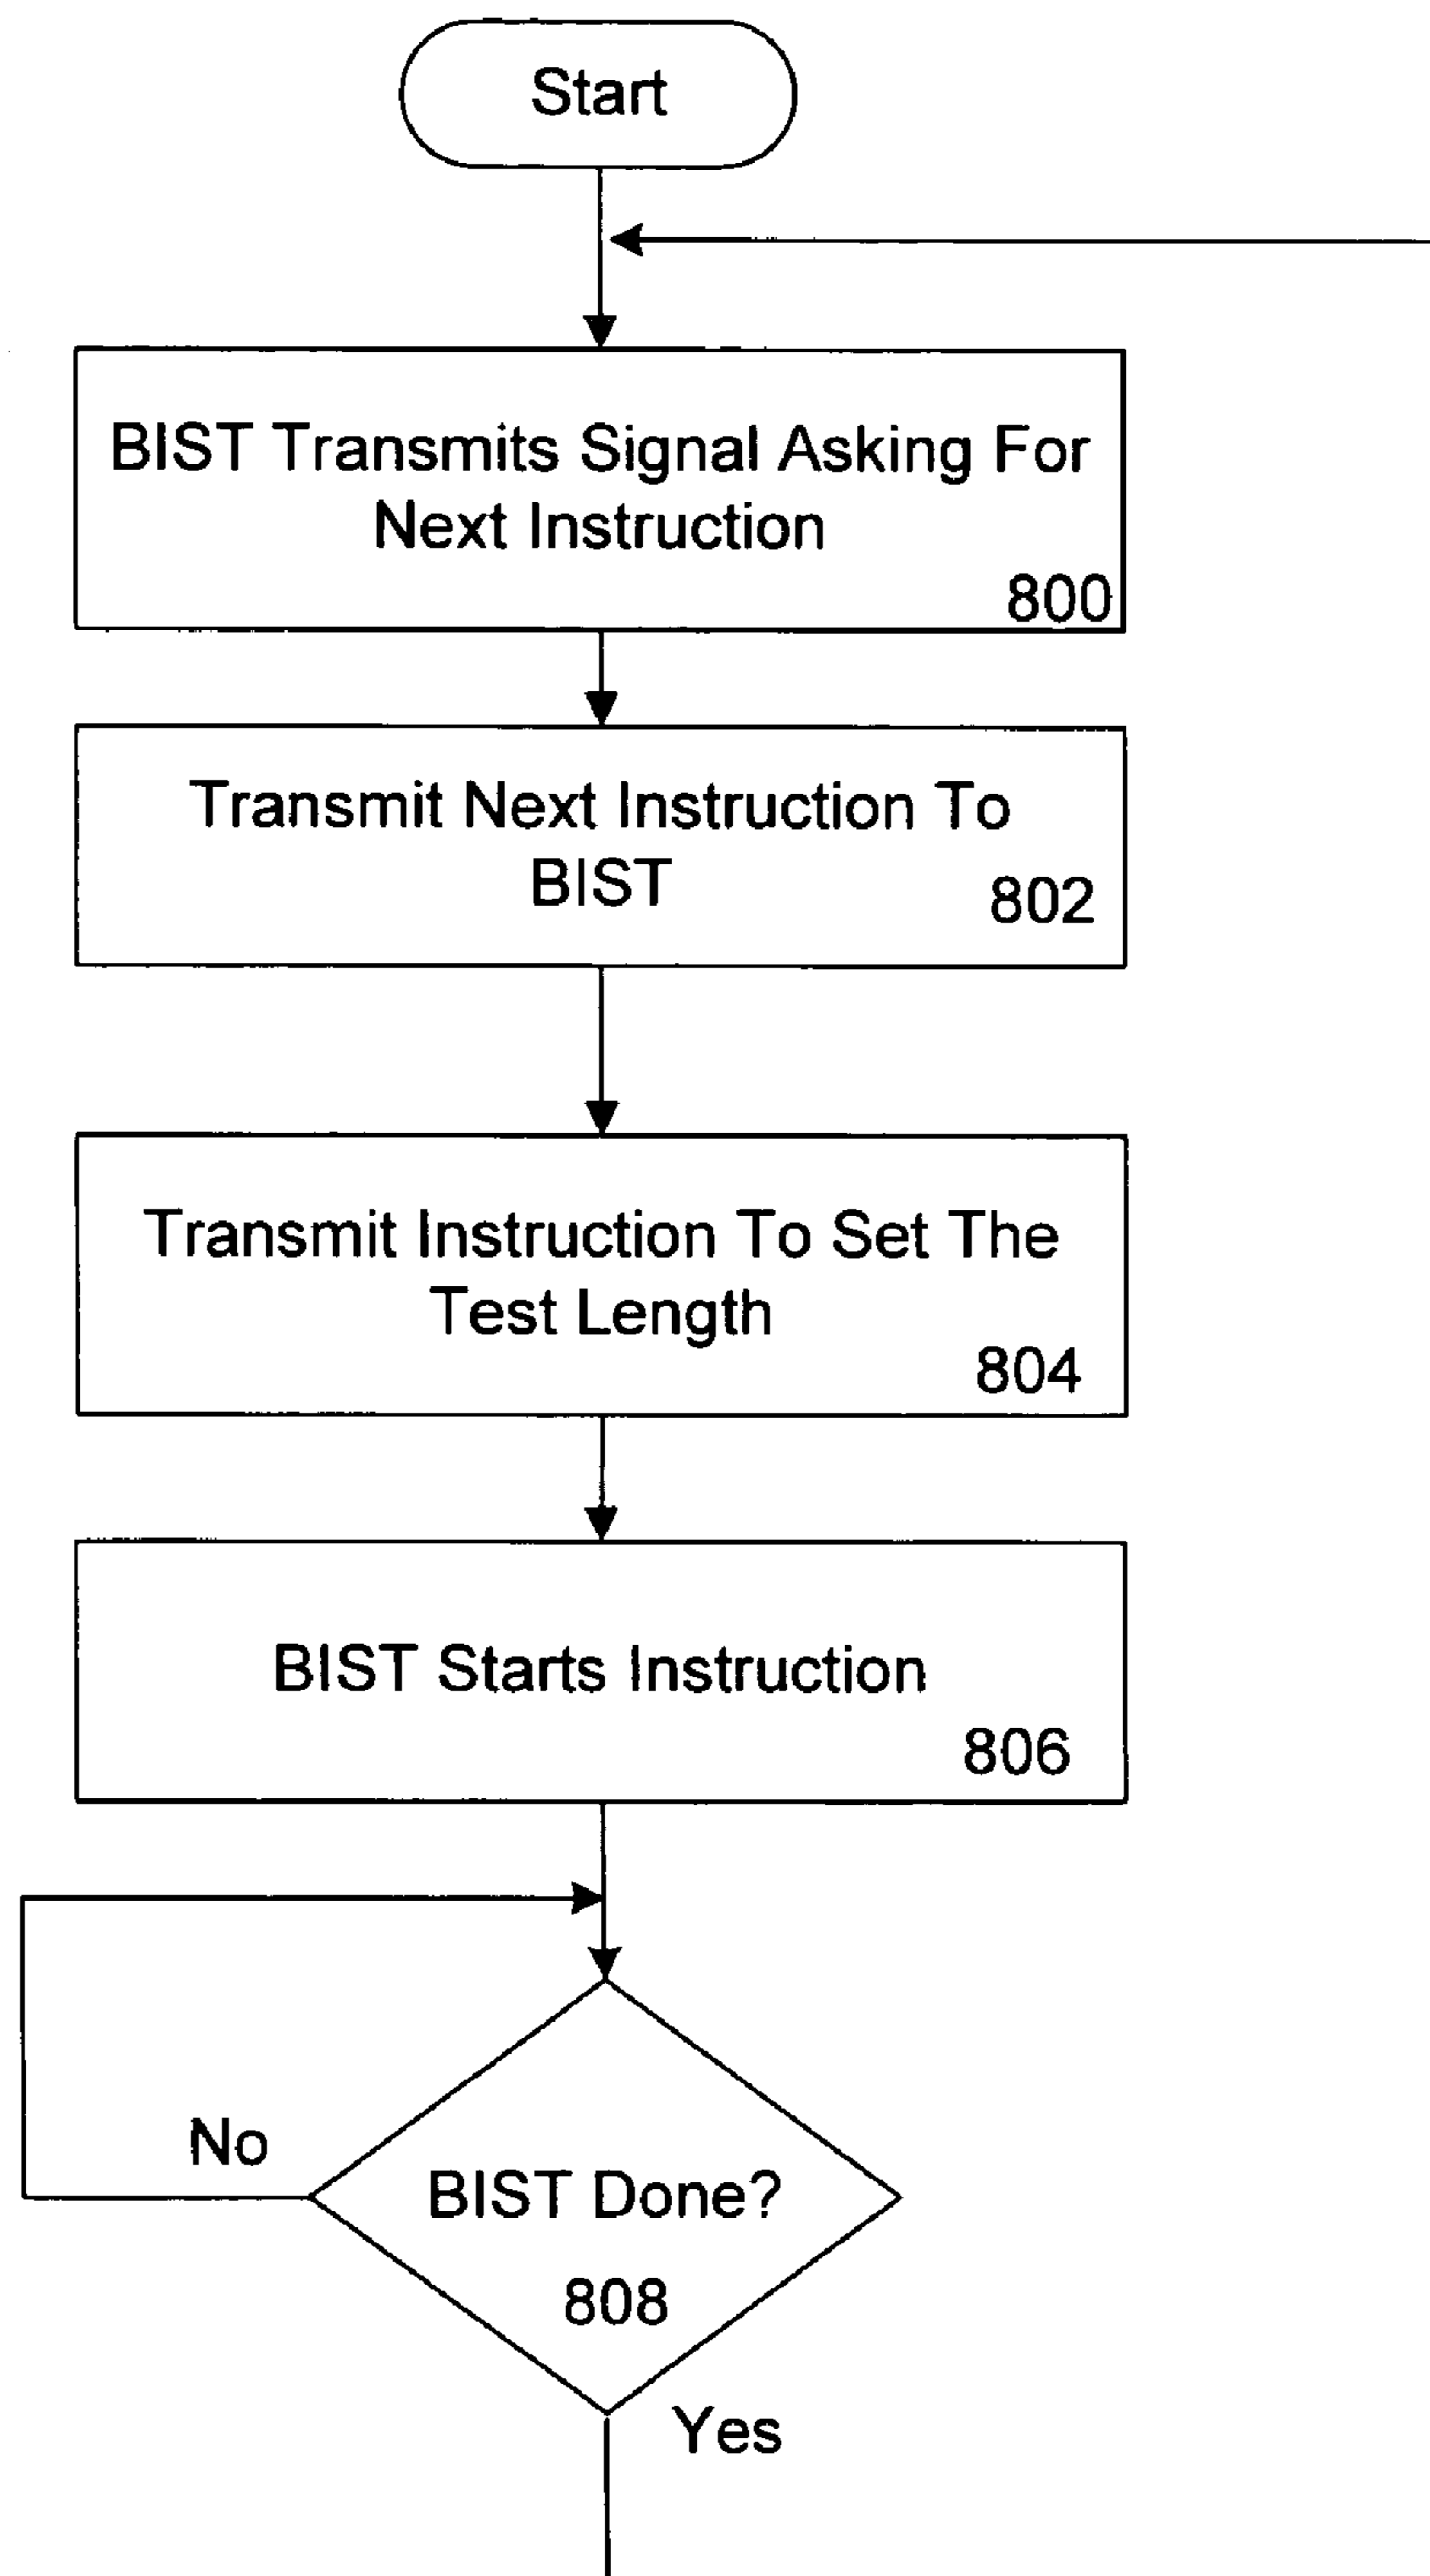 Start
BIST Transmits Signal Asking For
Next Instruction
800
Transmit Next Instruction To
BIST
802
Transmit Instruction To Set The
Test Length
804
BIST Starts Instruction
806
No
BIST Done?
808
Yes